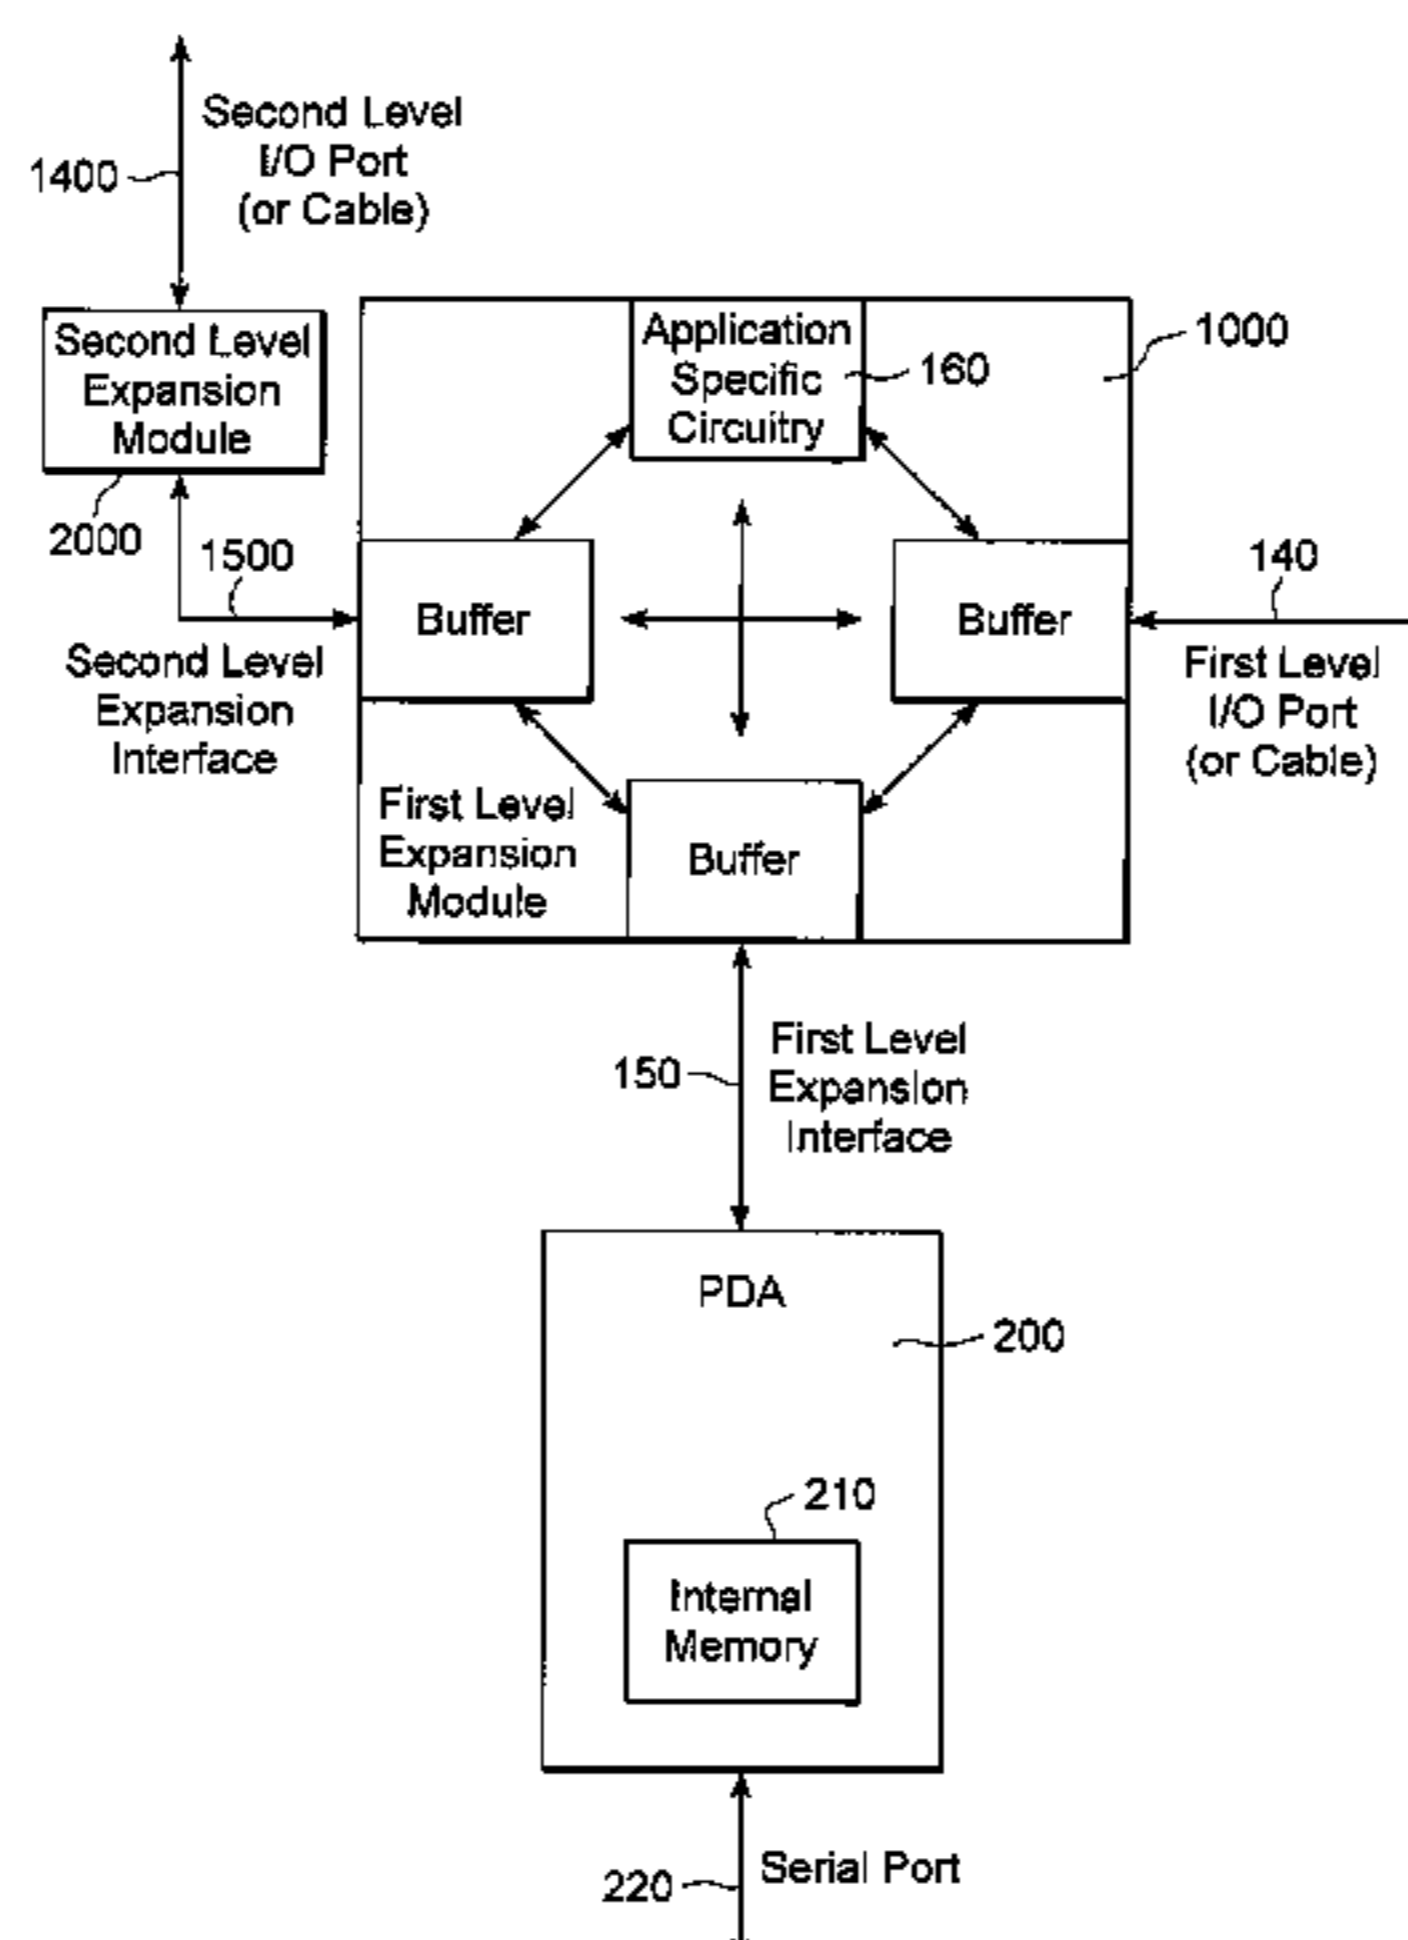 Second Level
I/O Port
(or Cable)
1400
Second Level
Expansion
Module
2000
1500
Second Level
Expansion
Interface
Application
Specific
Circuitry
160
1000
Buffer
Buffer
140
First Level
I/O Port
(or Cable)
First Level
Expansion
Module
Buffer
150
First Level
Expansion
Interface
PDA
200
210
Internal
Memory
220
Serial Port